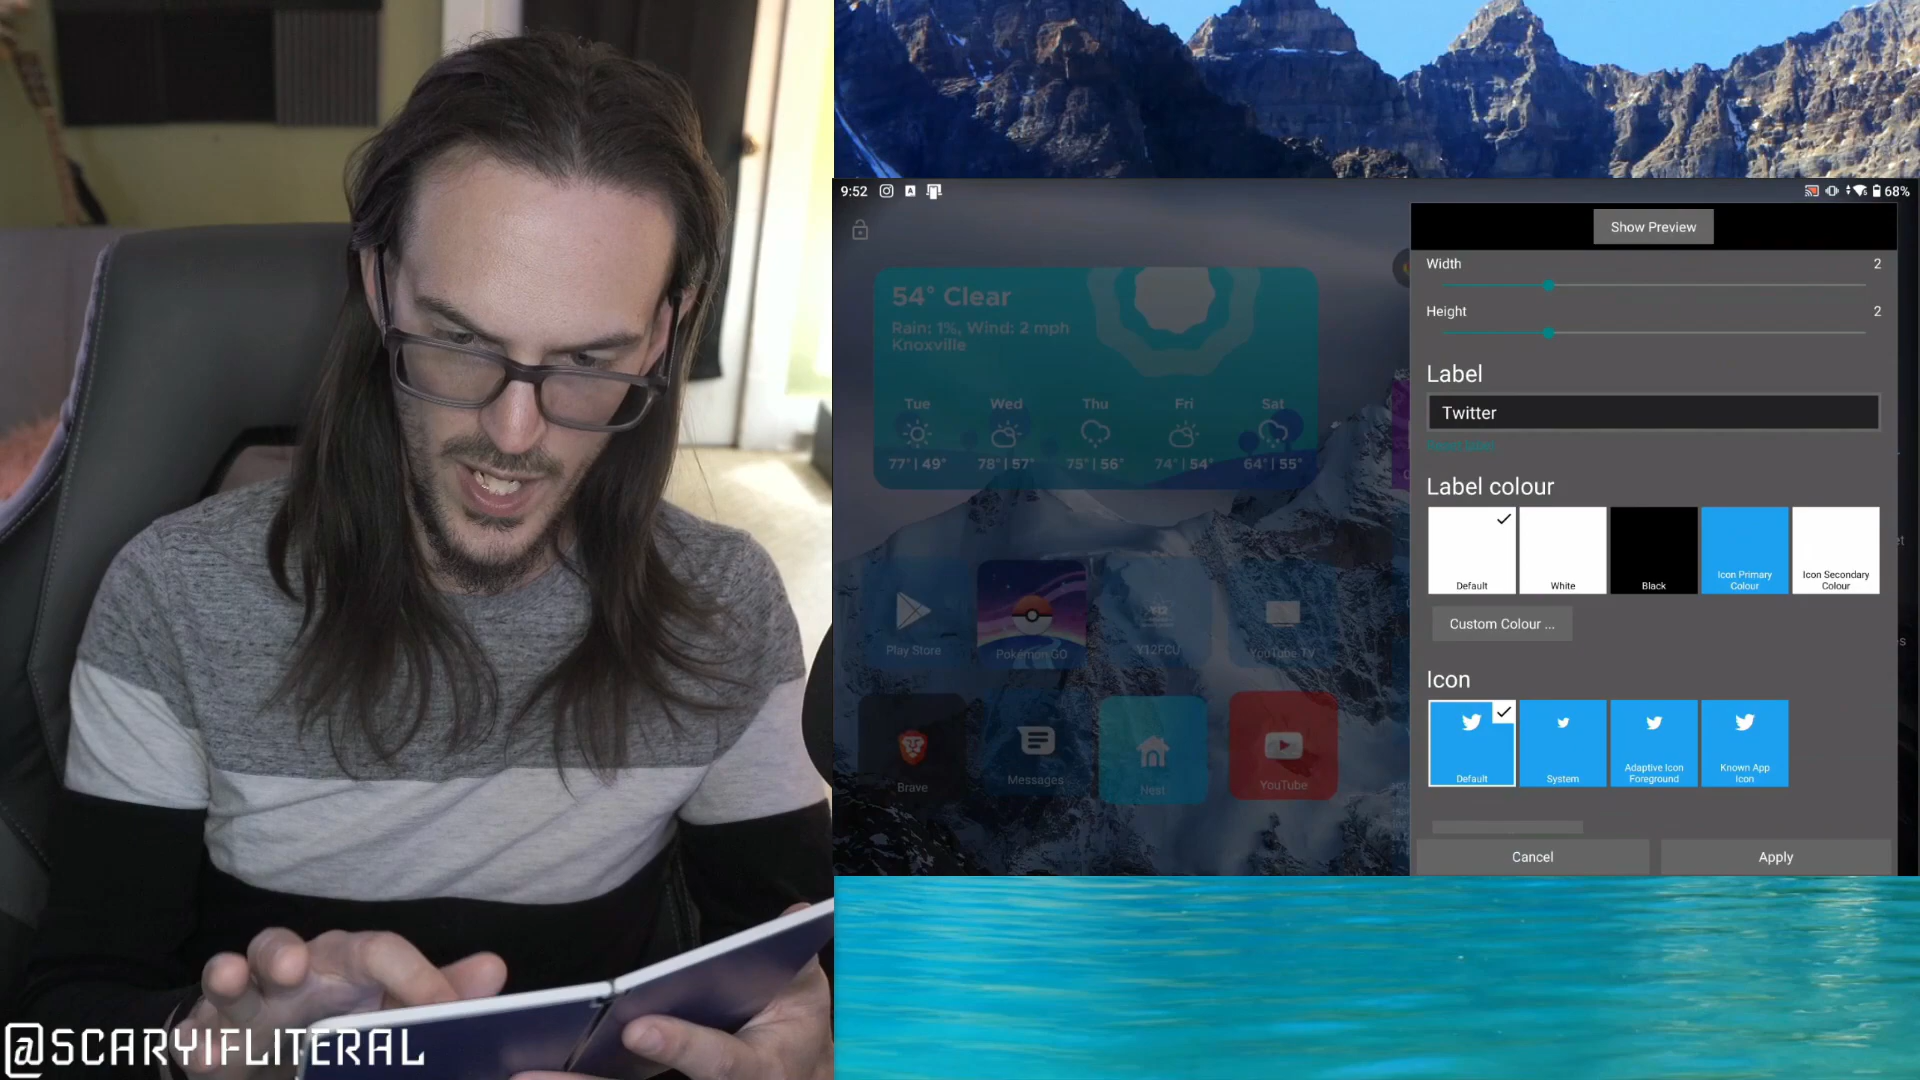 9:52
68%
Show Preview
54° Clear
Rain: 1%, Wind: 2 mph
Knoxville
Tue
Wed
Thu
Fri
Sat
77°|49°
78°|57°
75°|56°
74°|54°
64°|55°
Play Store
Pokémon GO
Y12FCU
YouTube TV
Brave
Messages
Nest
YouTube
Width
2
Height
2
Label
Twitter
Label colour
Default
White
Black
Icon Primary
Colour
Icon Secondary
Colour
Custom Colour ...
Icon
Default
System
Adaptive Icon
Foreground
Known App
Icon
Cancel
Apply
@SCARYIFLITERAL